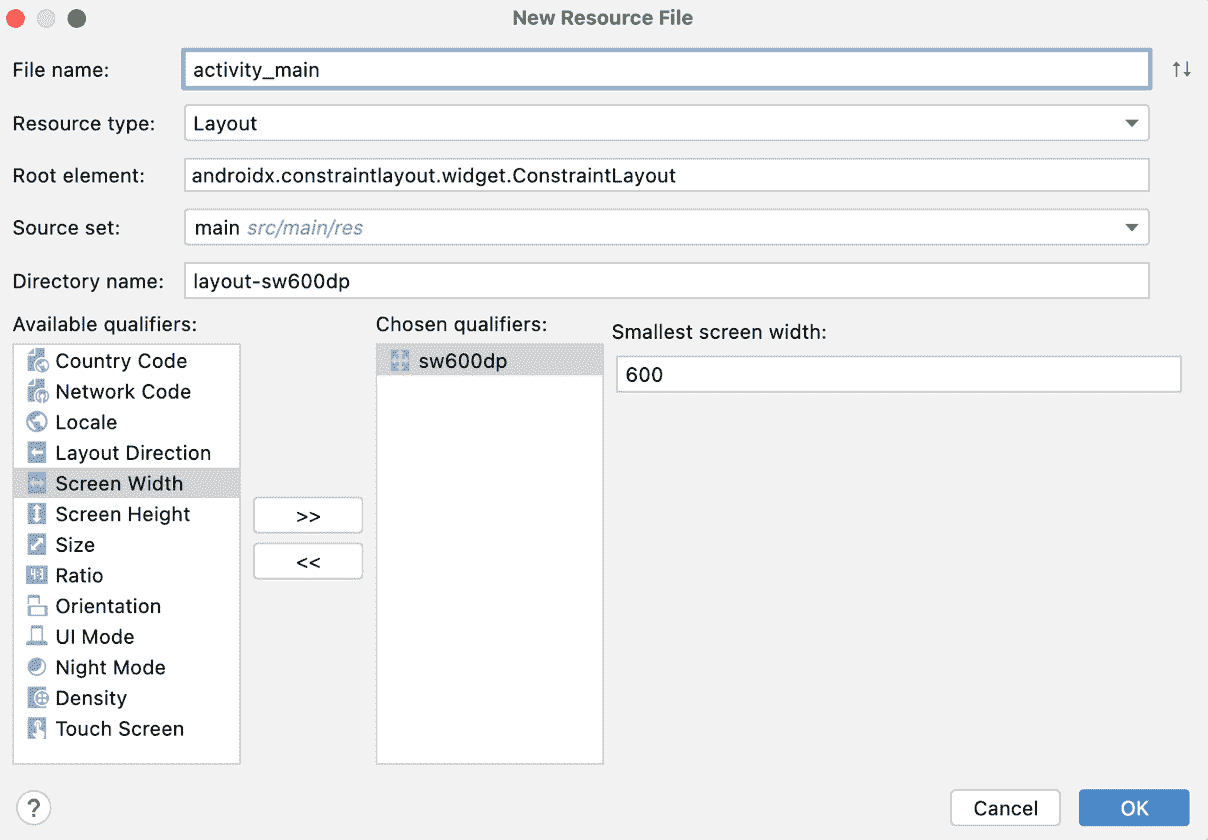 New Resource File
File name:
activity_main
Resource type:
Layout
Root element:
androidx.constraintlayout.widget.ConstraintLayout
Source set:
main src/main/res
Directory name:
layout-sw600dp
Available qualifiers:
Country Code
Network Code
Locale
Layout Direction
Screen Width
Screen Height
Size
Ratio
Orientation
UI Mode
Night Mode
Density
Touch Screen
>>
<<
Chosen qualifiers:
sw600dp
Smallest screen width:
600
?
Cancel
OK